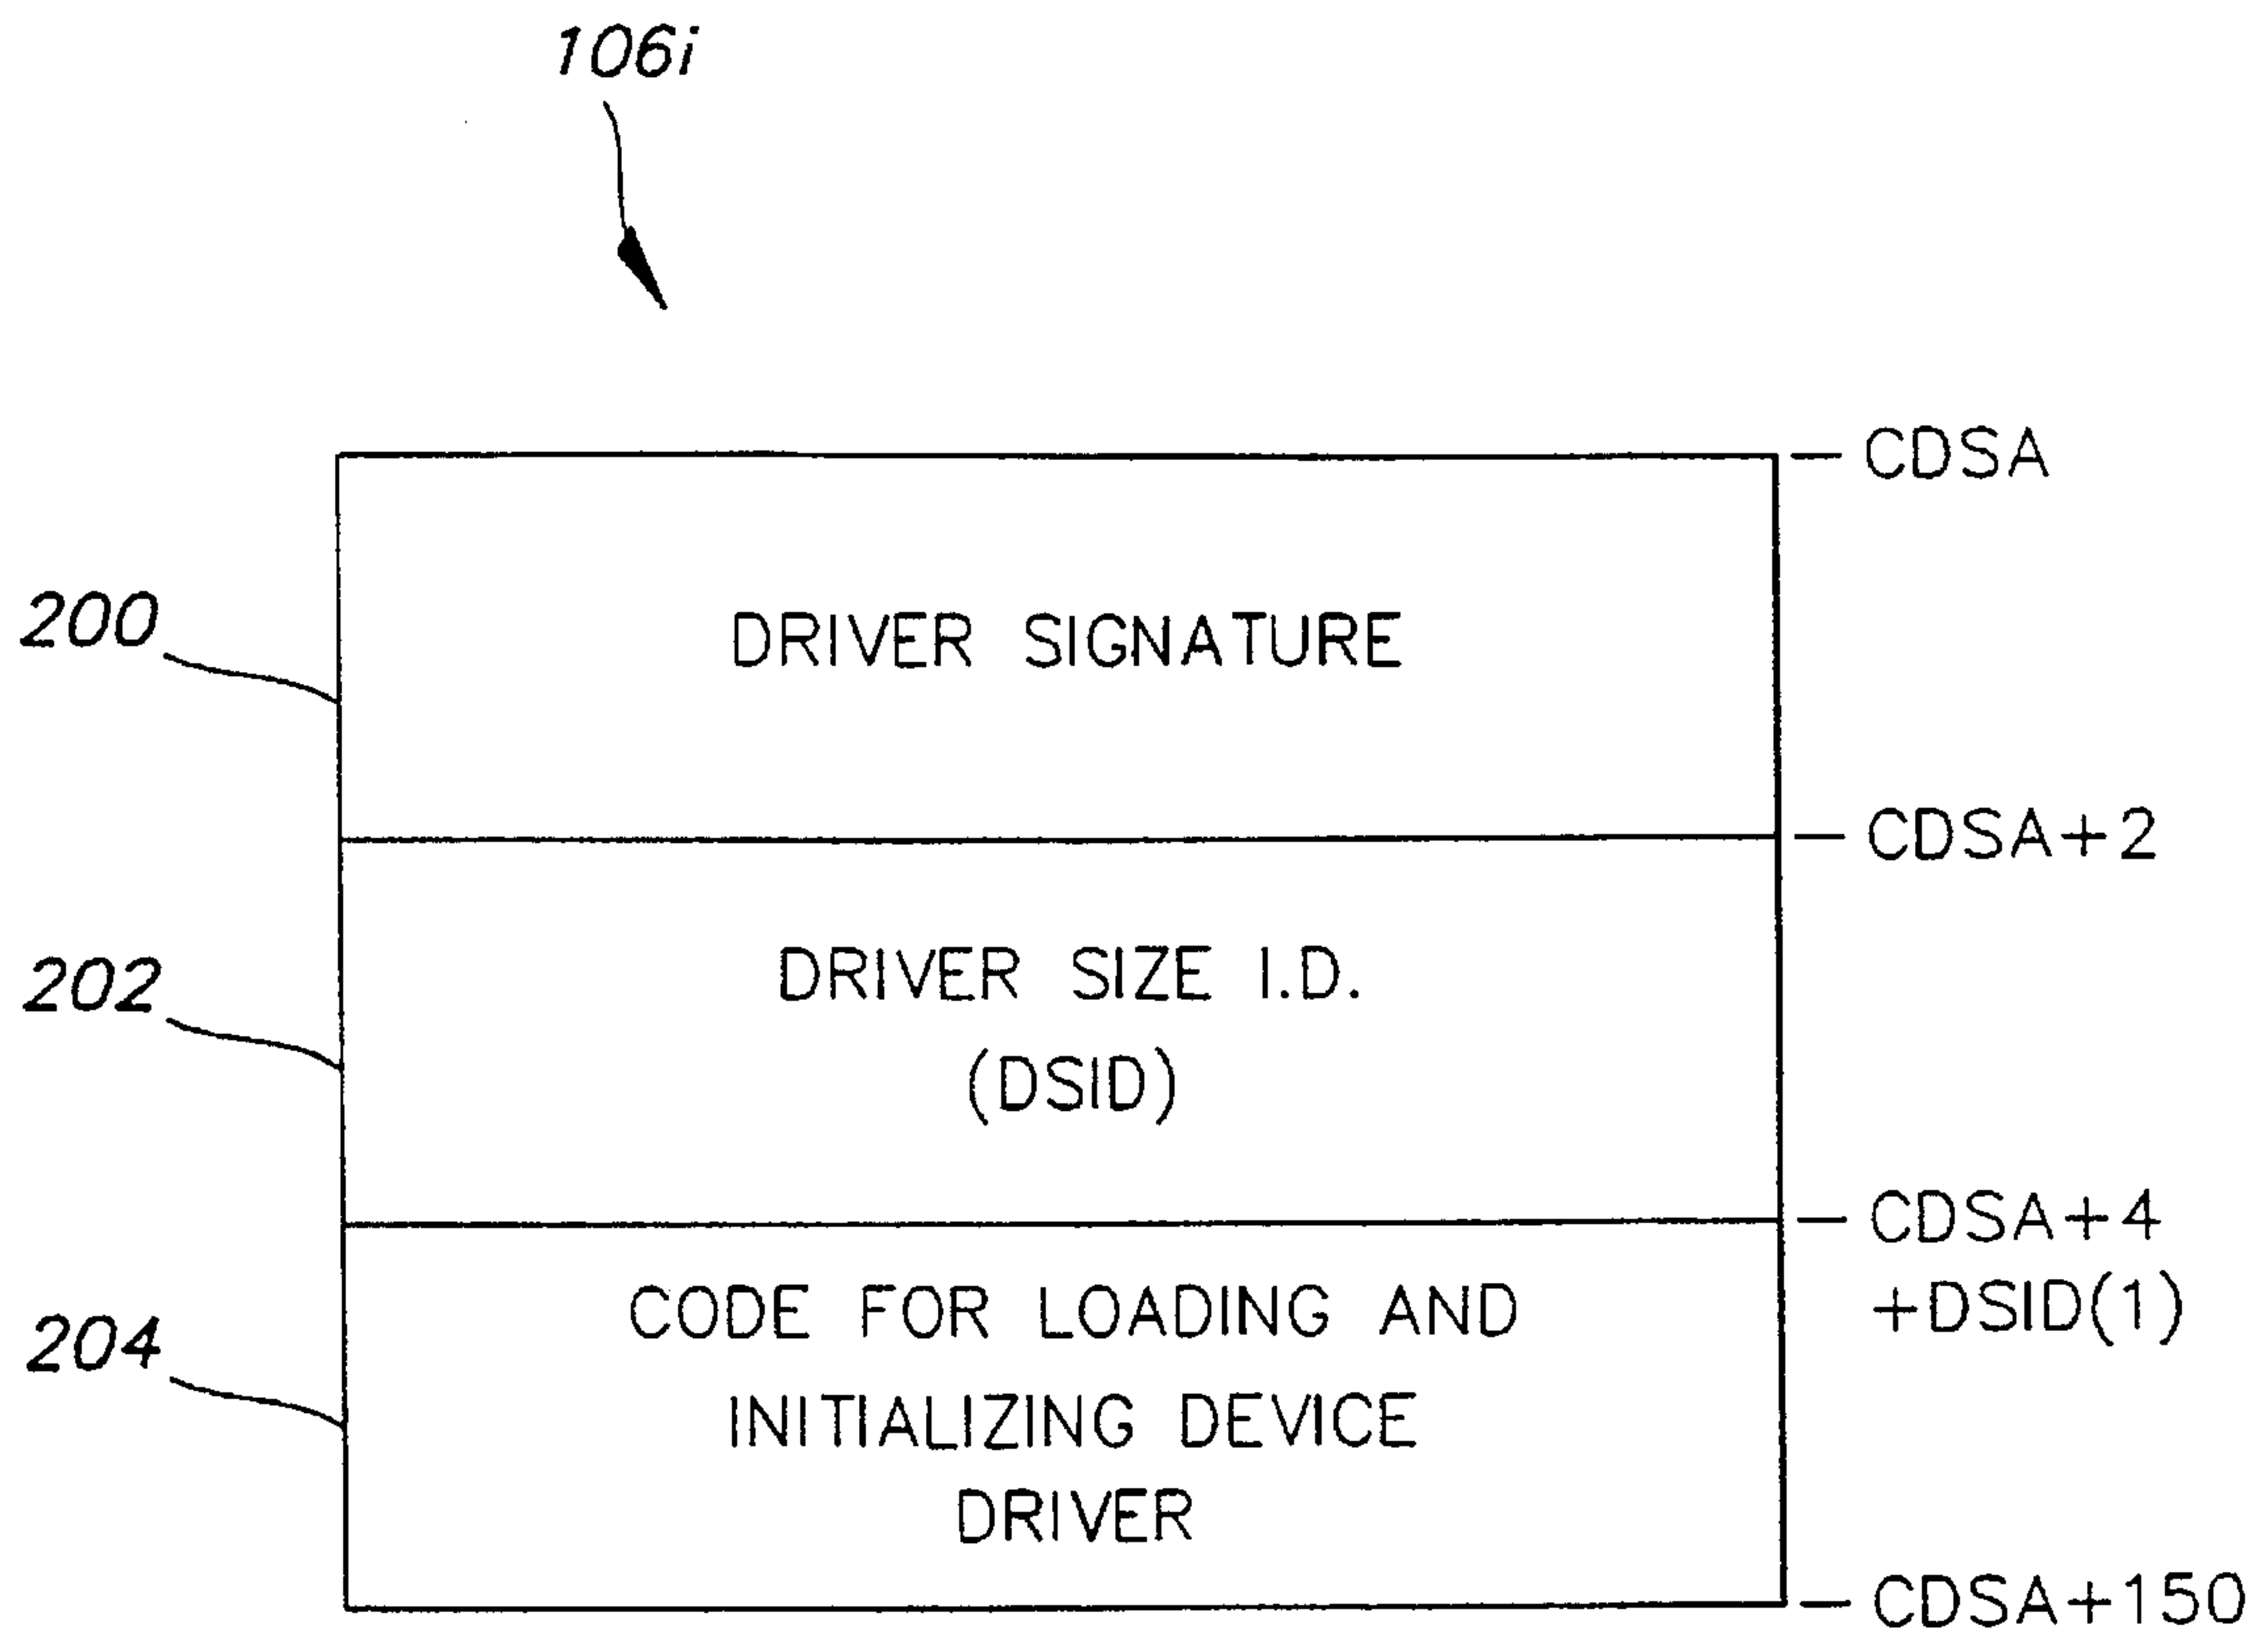 106i
CDSA
200
DRIVER SIGNATURE
CDSA+2
202
DRIVER SIZE I.D.
(DSID)
CDSA+4
+DSID(1)
204
CODE FOR LOADING AND
INITIALIZING DEVICE
DRIVER
CDSA+150